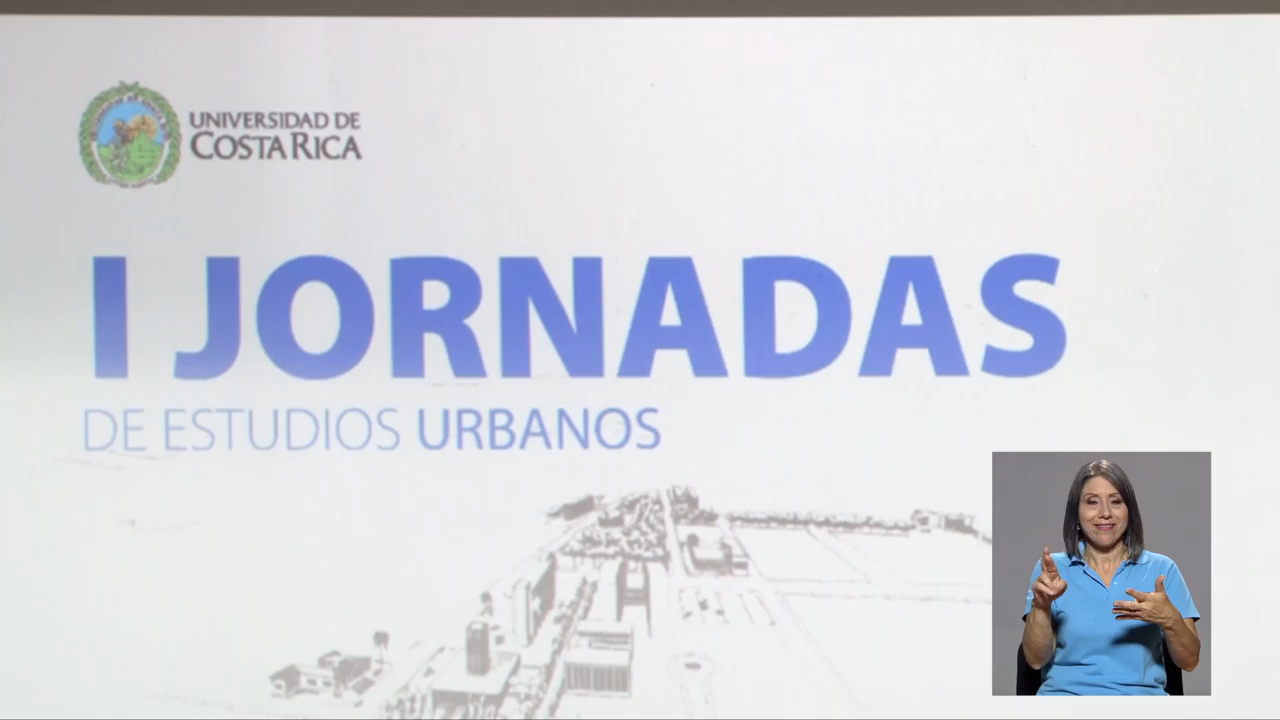 UNIVERSIDAD DE
COSTA RICA
I JORNADAS
DE ESTUDIOS URBANOS